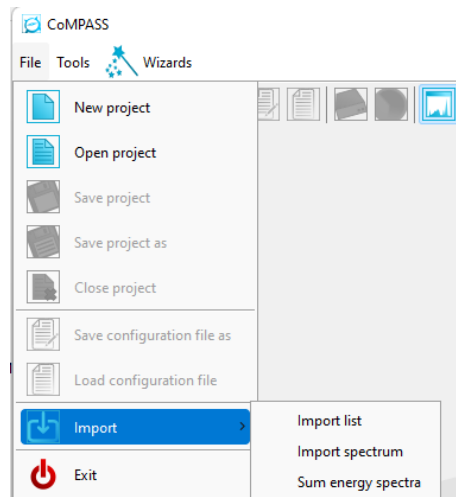 CoMPASS
File Tools Wizards
New project
Open project
Save project
Save project as
Close project
Save configuration file as
Load configuration file
Import
Import list
Import spectrum
Exit
Sum energy spectra